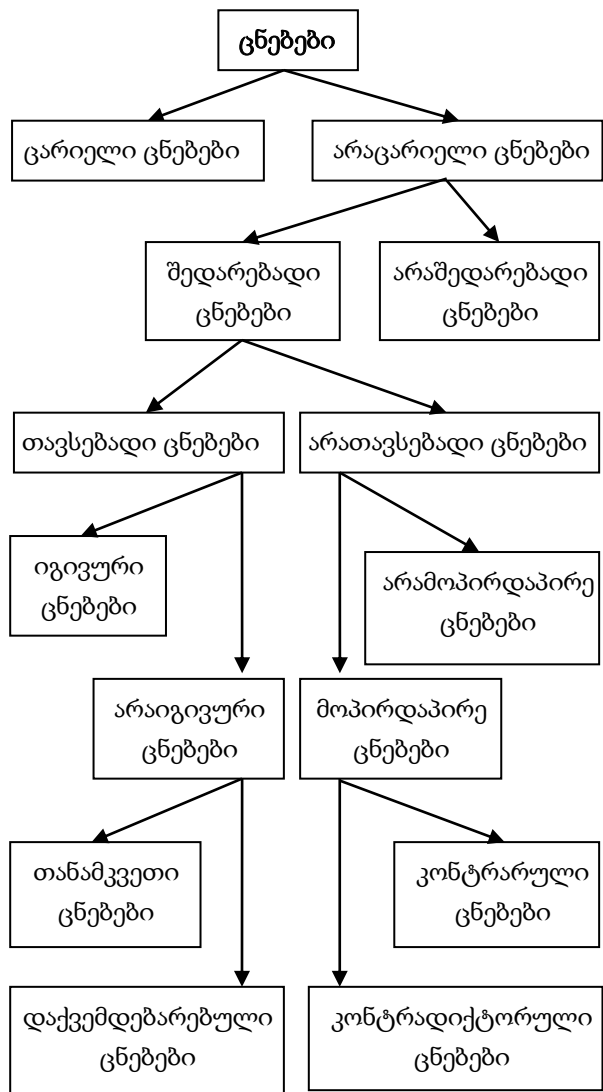 ცნებები
ცარიელი ცნებები
არაცარიელი ცნებები
შედარებადი
ცნებები
არაშედარებადი
ცნებები
თავსებადი ცნებები
არათავსებადი ცნებები
იგივური
ცნებები
არამოპირდაპირე
ცნებები
არაიგივური
ცნებები
მოპირდაპირე
ცნებები
თანამკვეთი
ცნებები
კონტრარული
ცნებები
დაქვემდებარებული
ცნებები
კონტრადიქტორული
ცნებები